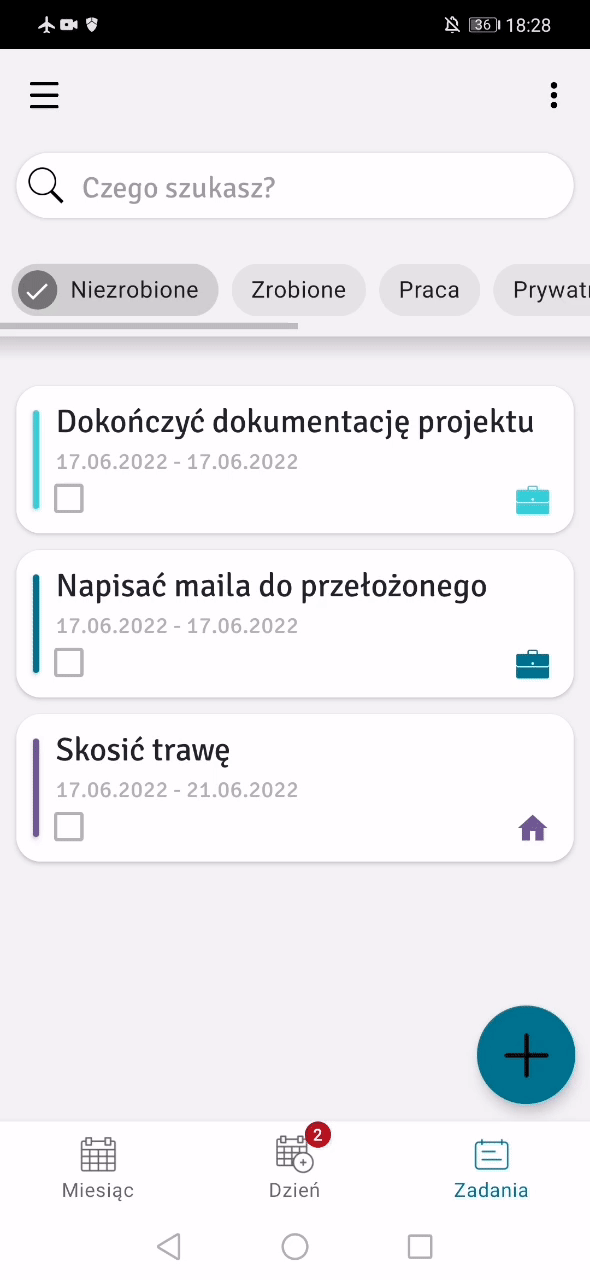 36 18:28
Czego szukasz?
Niezrobione Zrobione Praca Prywatn
Dokończyć dokumentację projektu
17.06.2022 - 17.06.2022
Napisać maila do przełożonego
17.06.2022 - 17.06.2022
Skosić trawę
17.06.2022 - 21.06.2022
2
Miesiąc Dzień Zadania